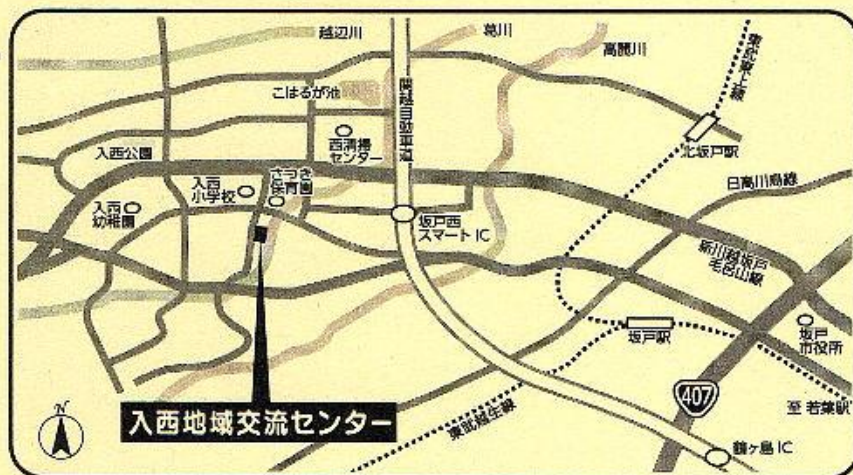 越辺川
葛川
高麗川
東武東上線
こはるが池
関越自動車道
西清掃
センター
北坂戸駅
入西公園
さつき
保育園
入西
小学校
日高川島線
入西
幼稚園
坂戸西
スマートIC
新川越坂戸
毛呂山線
坂戸駅
坂戸
市役所
407
至 若葉駅
入西地域交流センター
東武越生線
鶴ヶ島IC
N